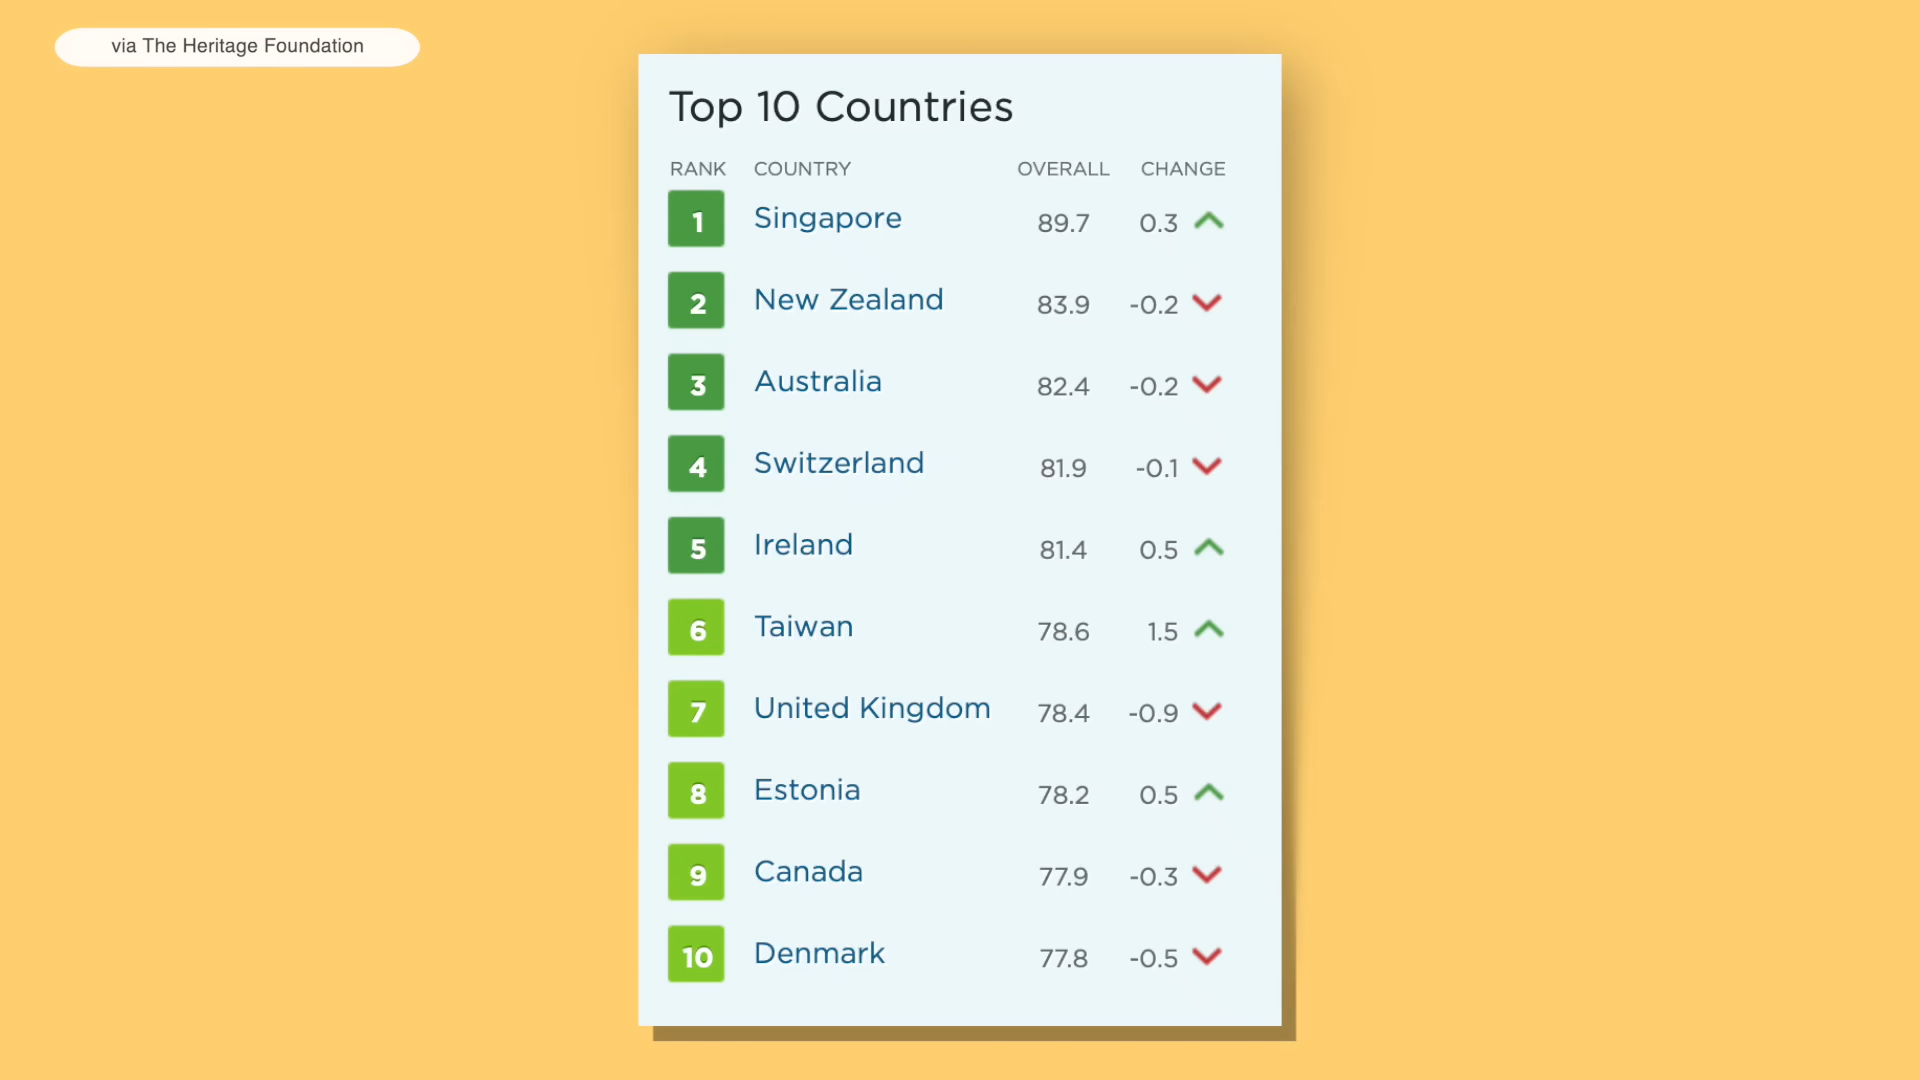 via The Heritage Foundation
Top 10 Countries
RANK COUNTRY OVERALL CHANGE
1 Singapore 89.7 0.3
2 New Zealand 83.9 -0.2
3 Australia 82.4 -0.2
4 Switzerland 81.9 -0.1
5 Ireland 81.4 0.5
6 Taiwan 78.6 1.5
7 United Kingdom 78.4 -0.9
8 Estonia 78.2 0.5
9 Canada 77.9 -0.3
10 Denmark 77.8 -0.5